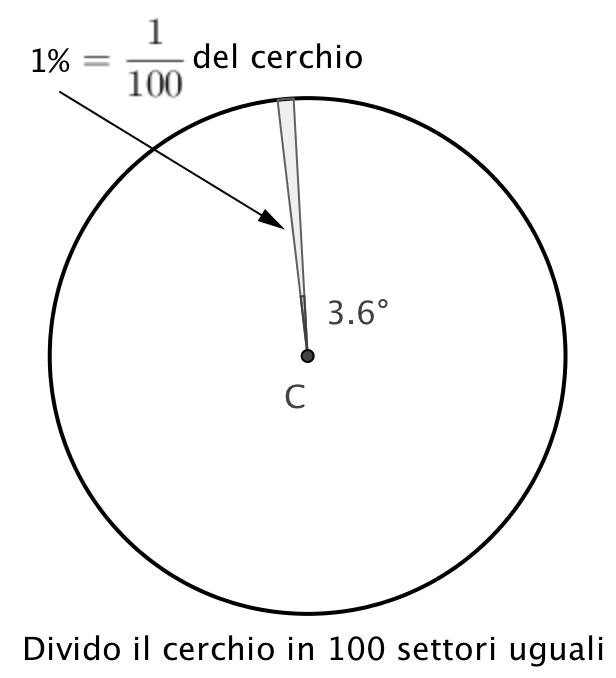 1% = 1/100 del cerchio
3.6°
C
Divido il cerchio in 100 settori uguali